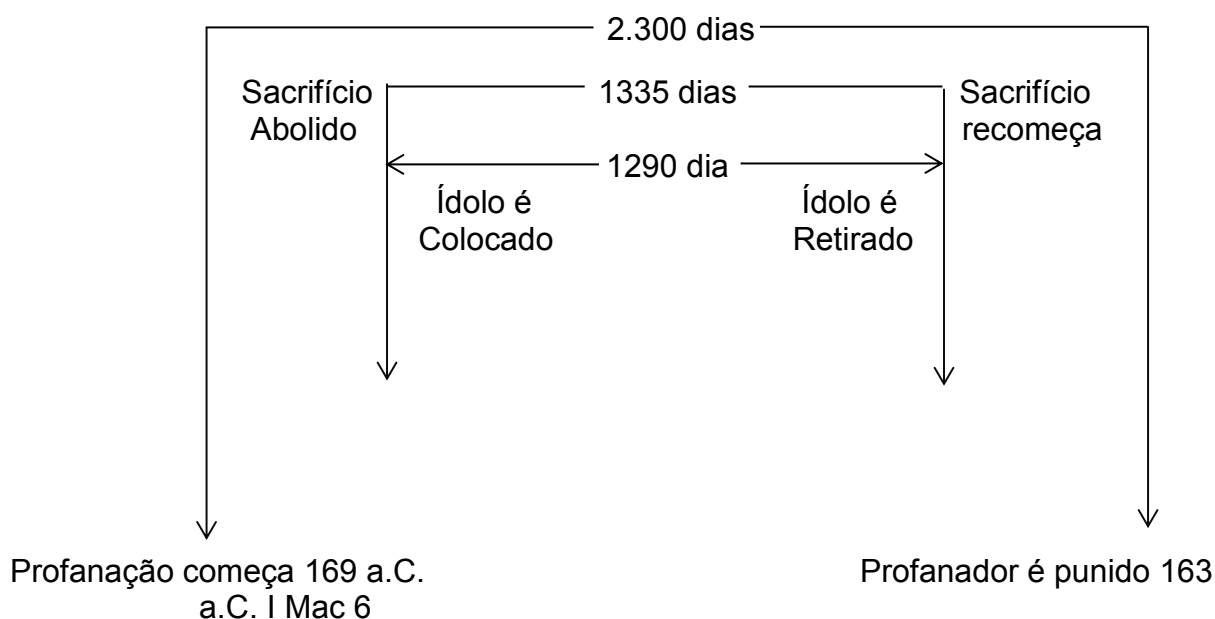 2.300 dias
Sacrifício
Abolido
1335 dias
Sacrifício
recomeça
1290 dia
Ídolo é
Colocado
Ídolo é
Retirado
Profanação começa 169 a.C.
a.C. I Mac 6
Profanador é punido 163